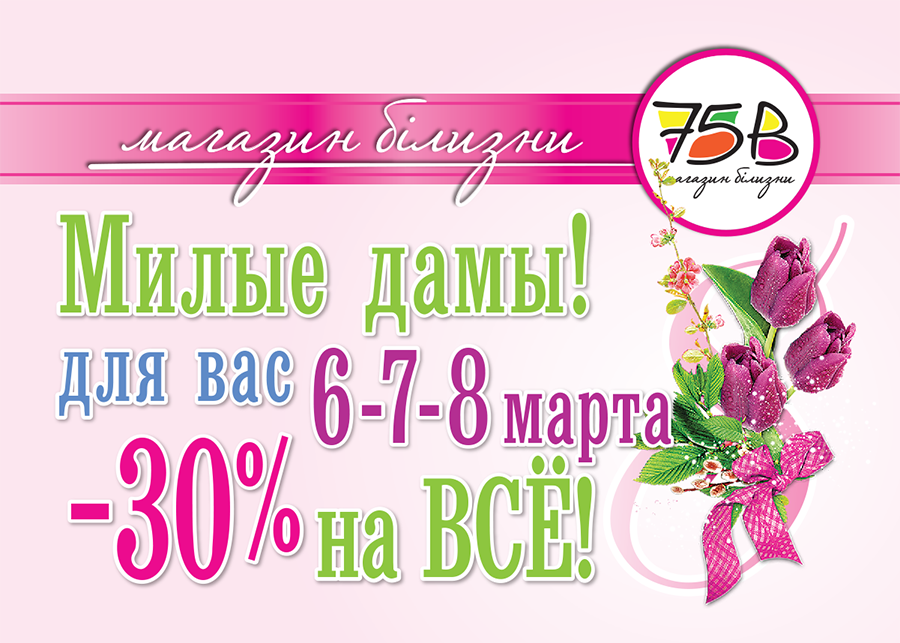 магазин білизни
75B
магазин білизни
Милые дамы!
для вас 6-7-8 марта
-30% на ВСЁ!